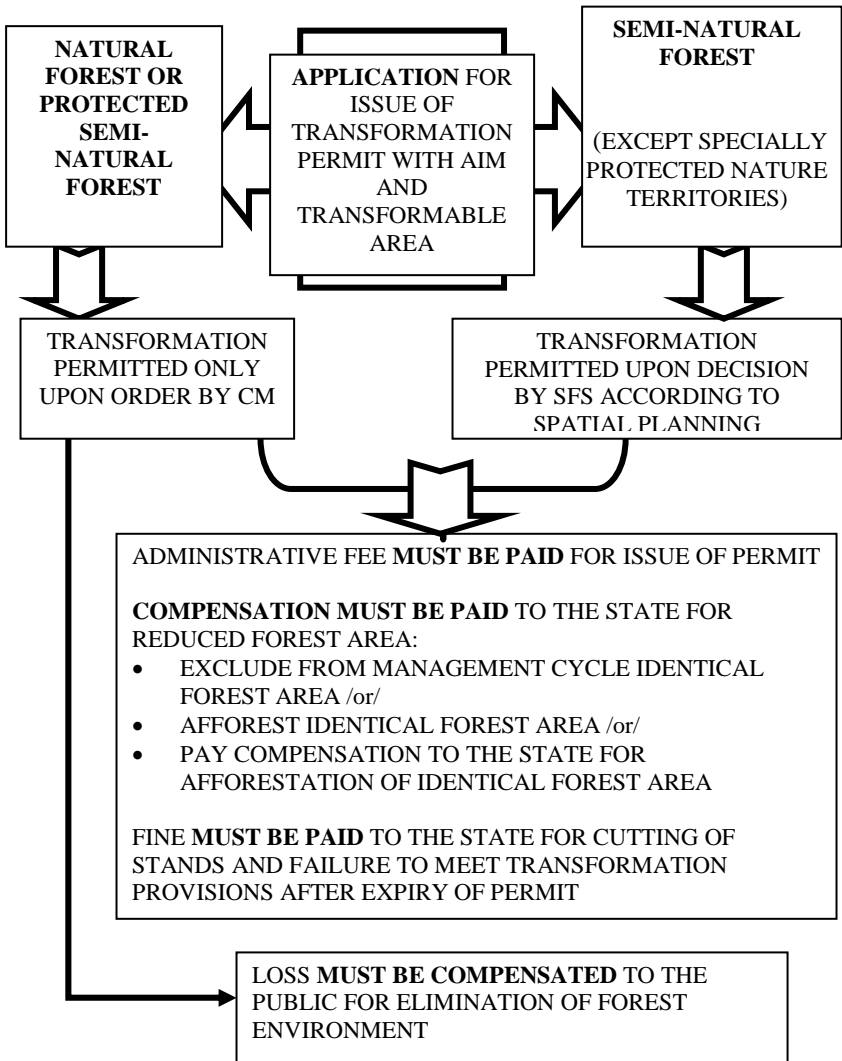 NATURAL
FOREST OR
PROTECTED
SEMI-
NATURAL
FOREST
APPLICATION FOR
ISSUE OF
TRANSFORMATION
PERMIT WITH AIM
AND
TRANSFORMABLE
AREA
SEMI-NATURAL
FOREST
(EXCEPT SPECIALLY
PROTECTED NATURE
TERRITORIES)
TRANSFORMATION
PERMITTED ONLY
UPON ORDER BY CM
TRANSFORMATION
PERMITTED UPON DECISION
BY SFS ACCORDING TO
SPATIAL PLANNING
ADMINISTRATIVE FEE MUST BE PAID FOR ISSUE OF PERMIT
COMPENSATION MUST BE PAID TO THE STATE FOR
REDUCED FOREST AREA:
• EXCLUDE FROM MANAGEMENT CYCLE IDENTICAL
FOREST AREA /or/
• AFFOREST IDENTICAL FOREST AREA /or/
• PAY COMPENSATION TO THE STATE FOR
AFFORESTATION OF IDENTICAL FOREST AREA
FINE MUST BE PAID TO THE STATE FOR CUTTING OF
STANDS AND FAILURE TO MEET TRANSFORMATION
PROVISIONS AFTER EXPIRY OF PERMIT
LOSS MUST BE COMPENSATED TO THE
PUBLIC FOR ELIMINATION OF FOREST
ENVIRONMENT